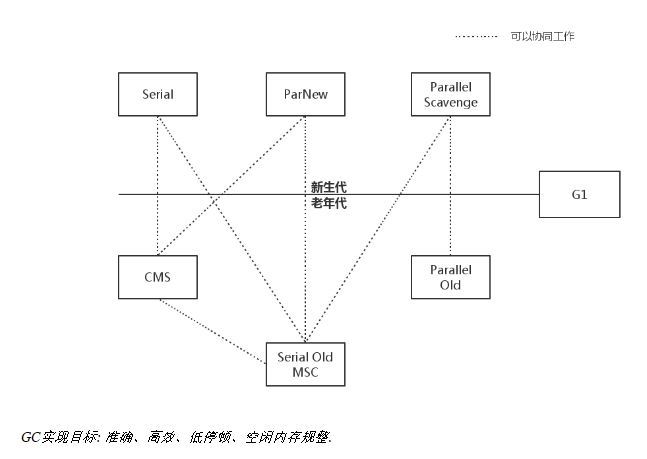 可以协同工作
Serial
ParNew
Parallel
Scavenge
新生代
老年代
G1
CMS
Parallel
Old
Serial Old
MSC
GC实现目标: 准确、高效、低停顿、空闲内存规整.